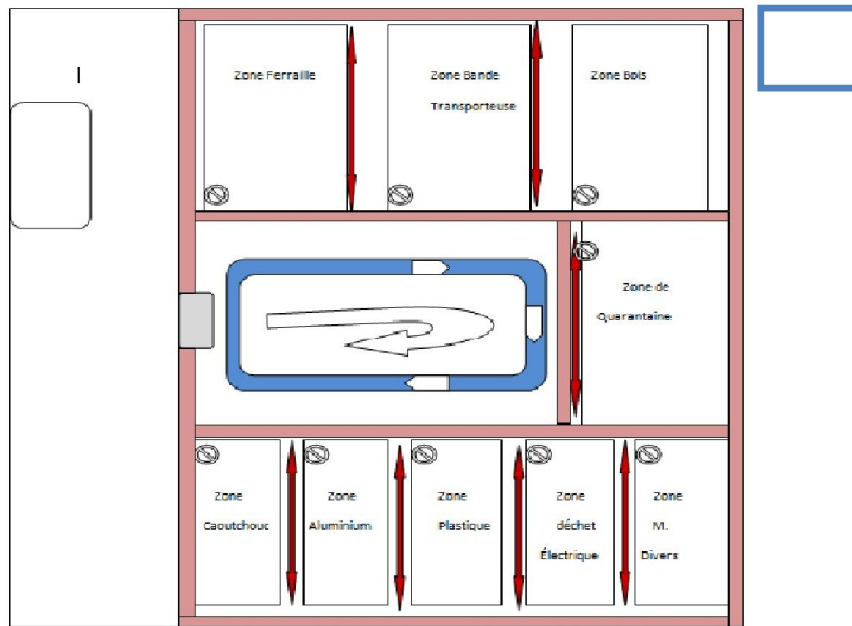 Zone Ferraille
Zone Bande
Transporteuse
Zone Bois
Zone de
Quarantaine
Zone
Caoutchouc
Zone
Aluminium
Zone
Plastique
Zone
déchet
Électrique
Zone
M.
Divers